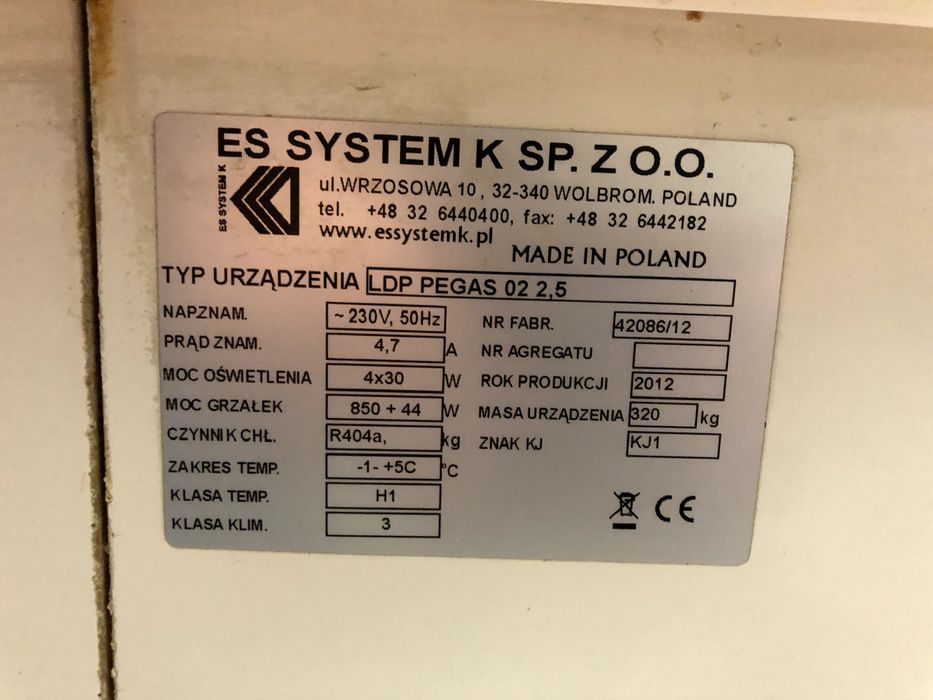 ES SYSTEM K SP. Z O.O.
ES SYSTEM K
ul.WRZOSOWA 10 , 32-340 WOLBROM. POLAND
tel. +48 32 6440400, fax: +48 32 6442182
www.essystemk.pl
MADE IN POLAND
TYP URZĄDZENIA LDP PEGAS 02 2,5
NAPZNAM. ~ 230V, 50Hz NR FABR. 42086/12
PRĄD ZNAM. 4,7 A NR AGREGATU
MOC OŚWIETLENIA 4x30 W ROK PRODUKCJI 2012
MOC GRZAŁEK 850 + 44 W MASA URZĄDZENIA 320 kg
CZYNNIK CHŁ. R404a, kg ZNAK KJ KJ1
ZAKRES TEMP. -1- +5C °C
KLASA TEMP. H1
KLASA KLIM. 3
CE